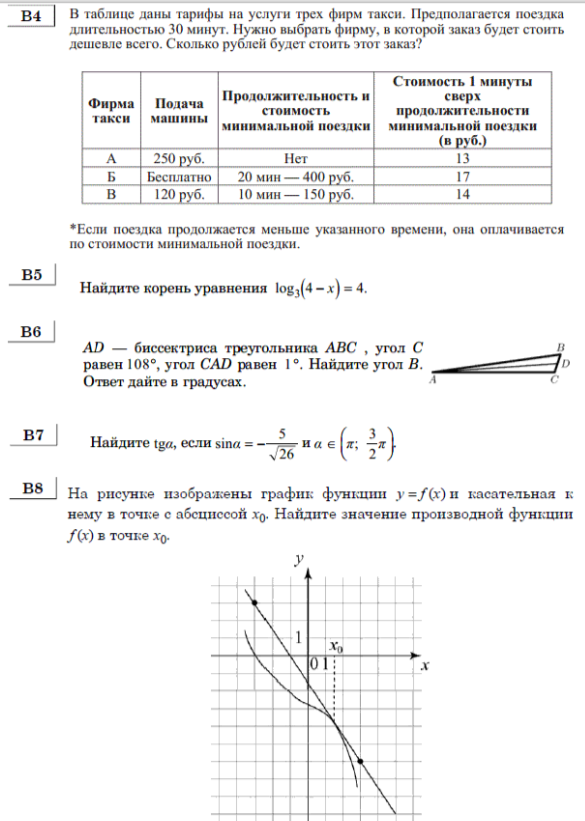 B4
В таблице даны тарифы на услуги трех фирм такси. Предполагается поездка
длительностью 30 минут. Нужно выбрать фирму, в которой заказ будет стоить
дешевле всего. Сколько рублей будет стоить этот заказ?
Фирма такси | Подача машины | Продолжительность и стоимость минимальной поездки | Стоимость 1 минуты сверх продолжительности минимальной поездки (в руб.)
А | 250 руб. | Нет | 13
Б | Бесплатно | 20 мин — 400 руб. | 17
В | 120 руб. | 10 мин — 150 руб. | 14
*Если поездка продолжается меньше указанного времени, она оплачивается
по стоимости минимальной поездки.
B5
Найдите корень уравнения log₃(4 − x) = 4.
B6
AD — биссектриса треугольника ABC , угол C
равен 108°, угол CAD равен 1°. Найдите угол B.
Ответ дайте в градусах.
A B D C
B7
Найдите tgα, если sinα = −5/√26 и α ∈ (π; 3/2 π).
B8
На рисунке изображены график функции y = f(x) и касательная к
нему в точке с абсциссой x₀. Найдите значение производной функции
f(x) в точке x₀.
y
1 x₀
0 1 x